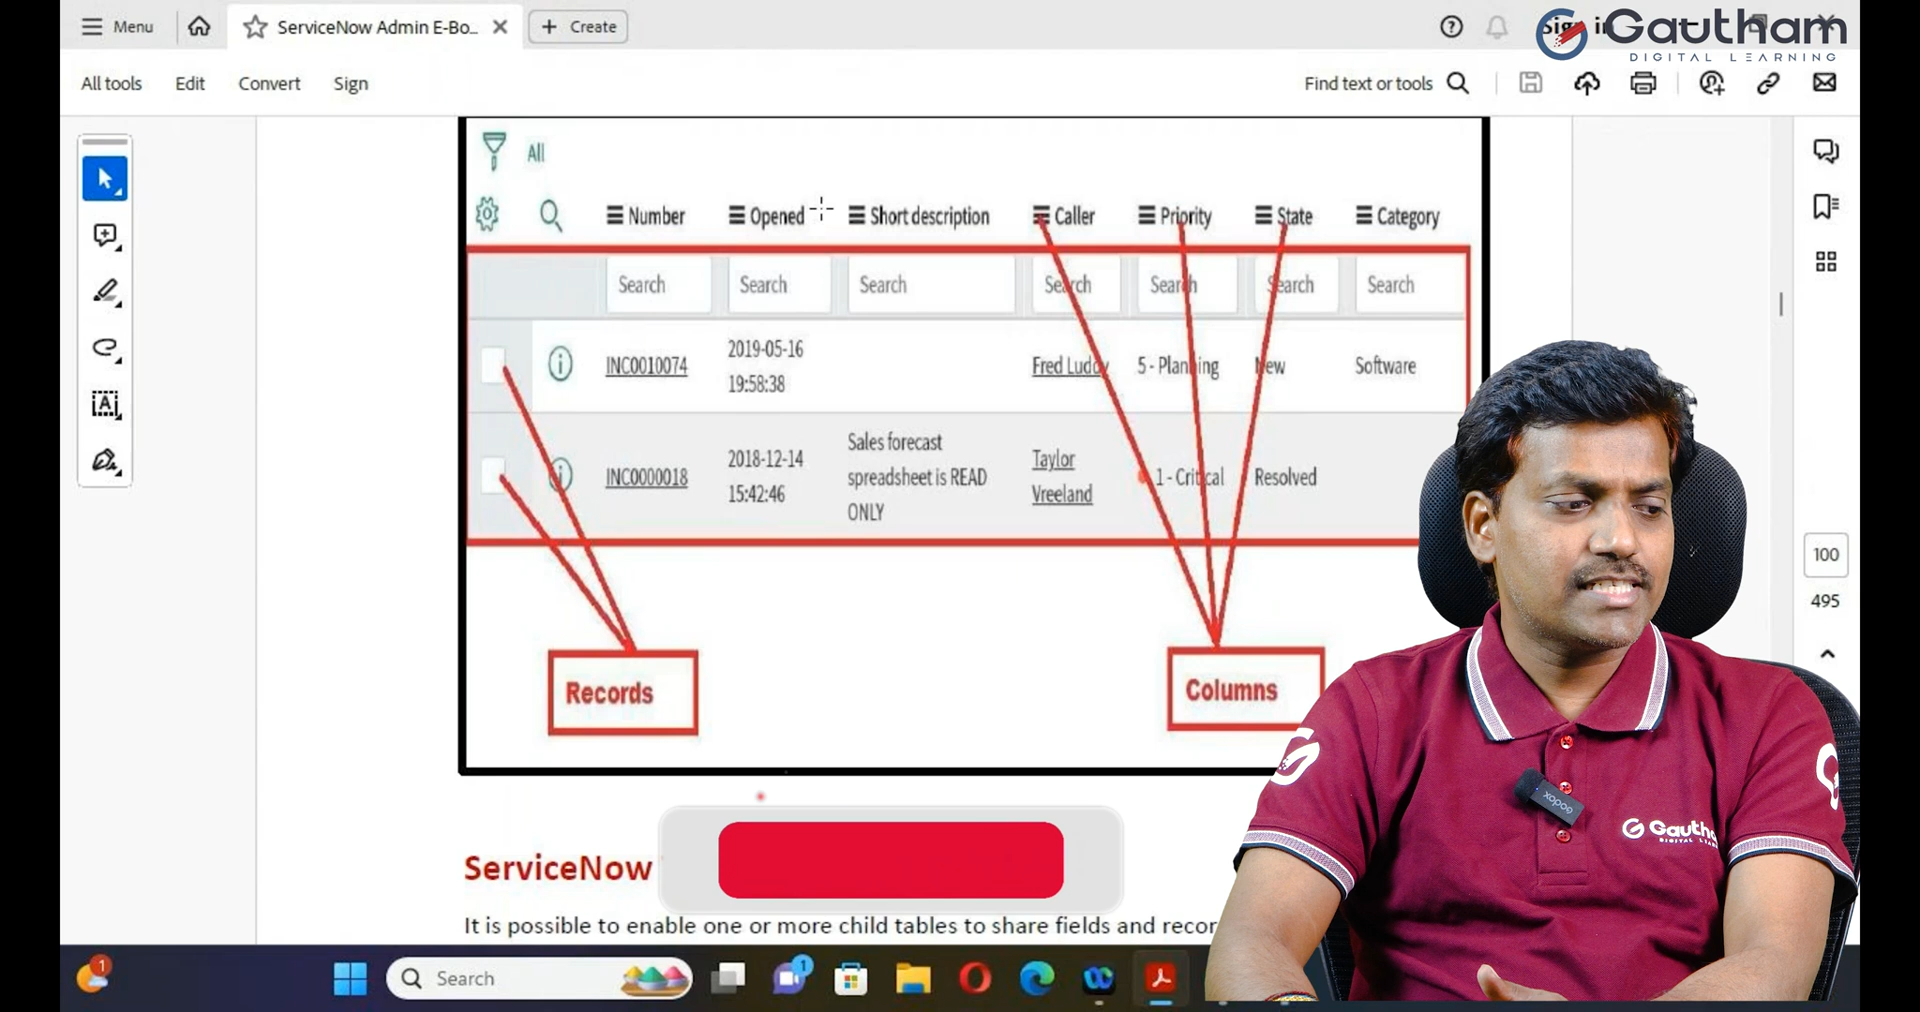 Menu
ServiceNow Admin E-Bo...
Create
Gautham
DIGITAL LEARNING
All tools
Edit
Convert
Sign
Find text or tools
All
Number Opened Short description Caller Priority State Category
Search Search Search Search Search Search Search
INC0010074 2019-05-16 19:58:38 Fred Luddy 5 - Planning New Software
INC0000018 2018-12-14 15:42:46 Sales forecast spreadsheet is READ ONLY Taylor Vreeland 1 - Critical Resolved
Records
Columns
100
495
ServiceNow
It is possible to enable one or more child tables to share fields and recor
Gautha
1
Search
1